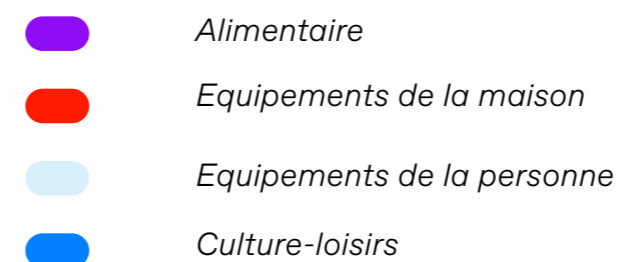 Alimentaire
Equipements de la maison
Equipements de la personne
Culture-loisirs